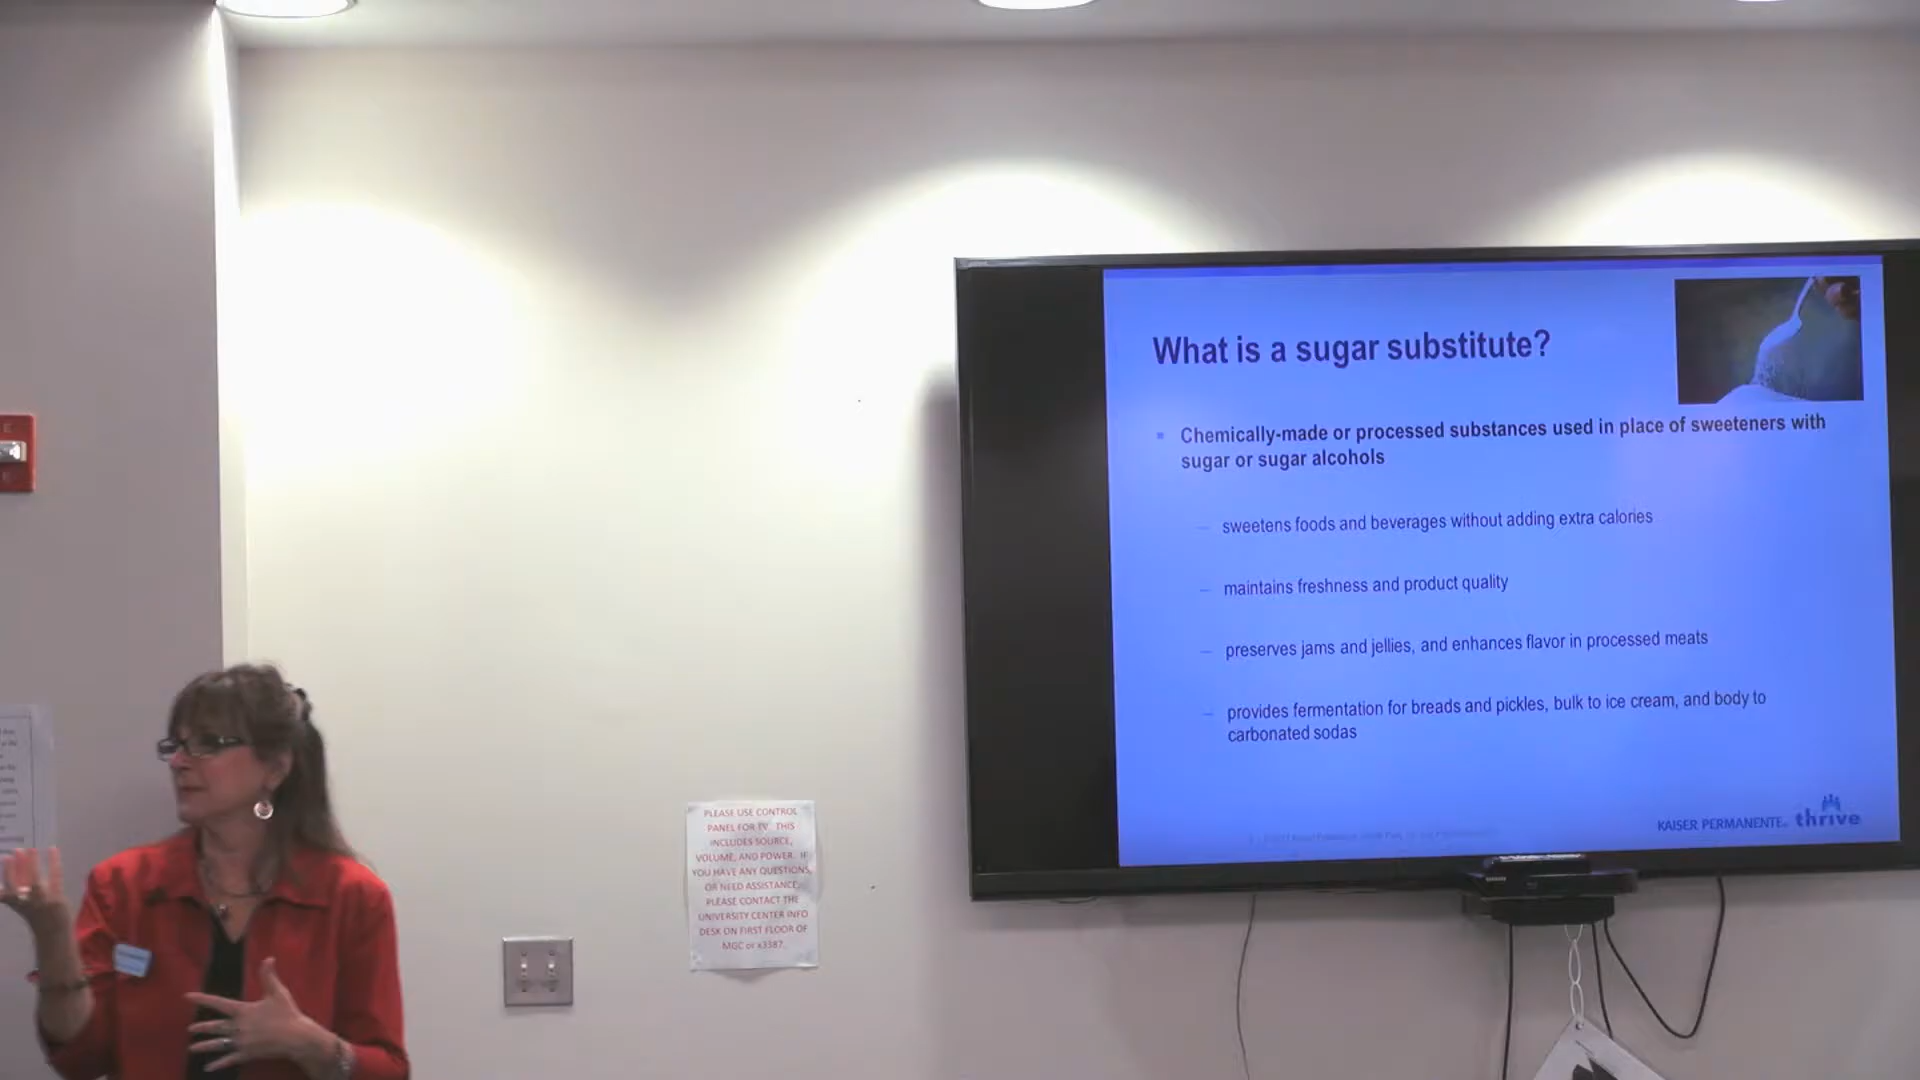 What is a sugar substitute?
Chemically-made or processed substances used in place of sweeteners with
sugar or sugar alcohols
– sweetens foods and beverages without adding extra calories
– maintains freshness and product quality
– preserves jams and jellies, and enhances flavor in processed meats
– provides fermentation for breads and pickles, bulk to ice cream, and body to
carbonated sodas
KAISER PERMANENTE. thrive
PLEASE USE CONTROL
PANEL FOR TV. THIS
INCLUDES SOURCE,
VOLUME, AND POWER. IF
YOU HAVE ANY QUESTIONS,
OR NEED ASSISTANCE,
PLEASE CONTACT THE
UNIVERSITY CENTER INFO
DESK ON FIRST FLOOR OF
MGC or x3387.